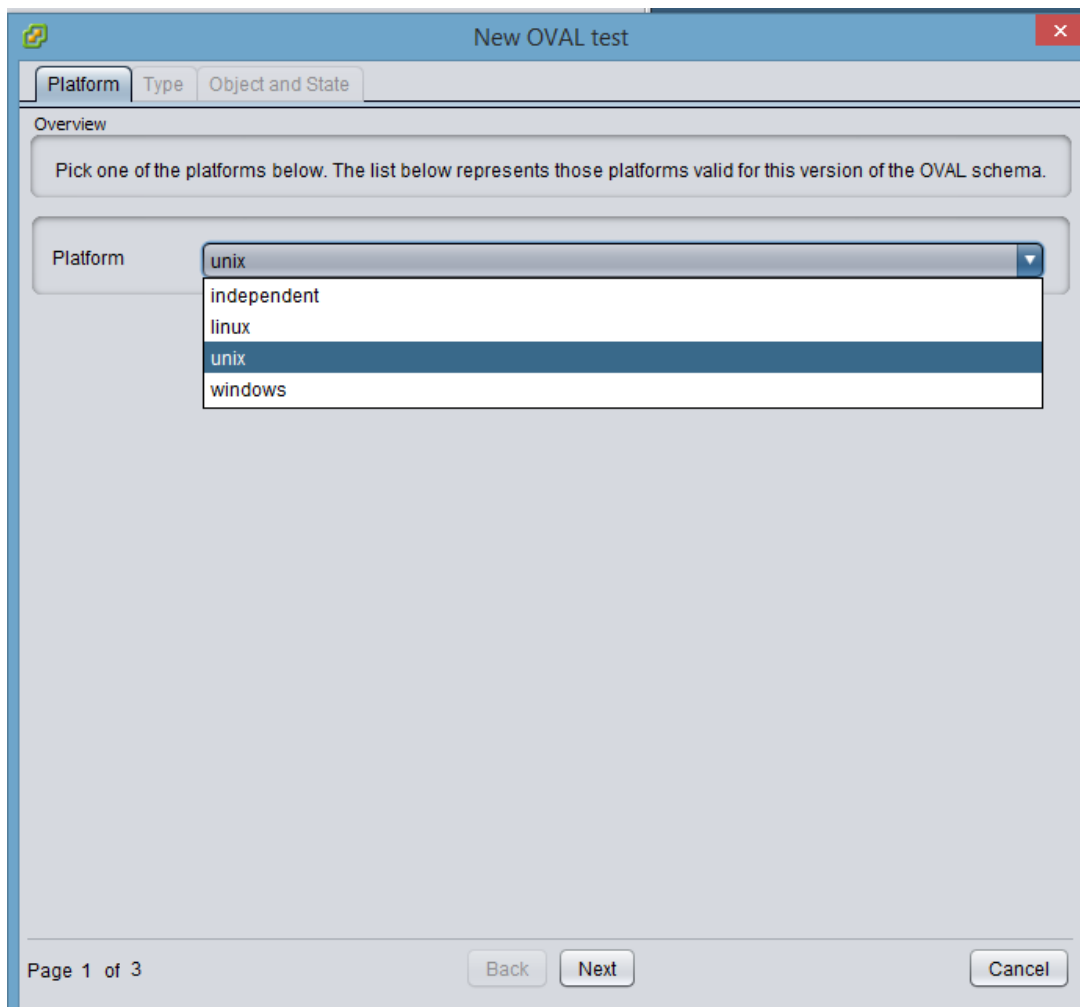 New OVAL test
Platform Type Object and State
Overview
Pick one of the platforms below. The list below represents those platforms valid for this version of the OVAL schema.
Platform unix
independent
linux
unix
windows
Page 1 of 3 Back Next Cancel